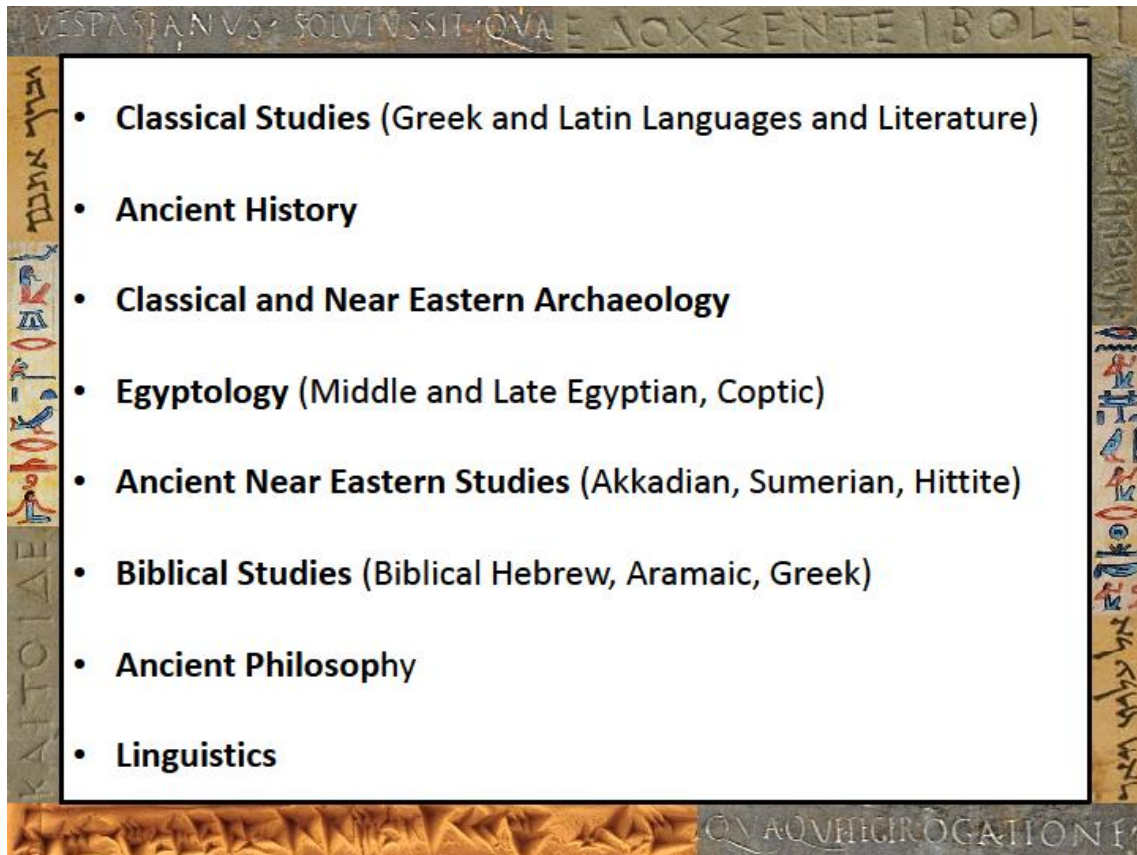 VESPASIANVS· SOLVIVSSIT·QVA
E ΔΟΧΣΕΝΤΕΙΒΟΛΕΙ
• Classical Studies (Greek and Latin Languages and Literature)
• Ancient History
• Classical and Near Eastern Archaeology
• Egyptology (Middle and Late Egyptian, Coptic)
• Ancient Near Eastern Studies (Akkadian, Sumerian, Hittite)
• Biblical Studies (Biblical Hebrew, Aramaic, Greek)
• Ancient Philosophy
• Linguistics
ΚΑΙΤΟΙΔΕ